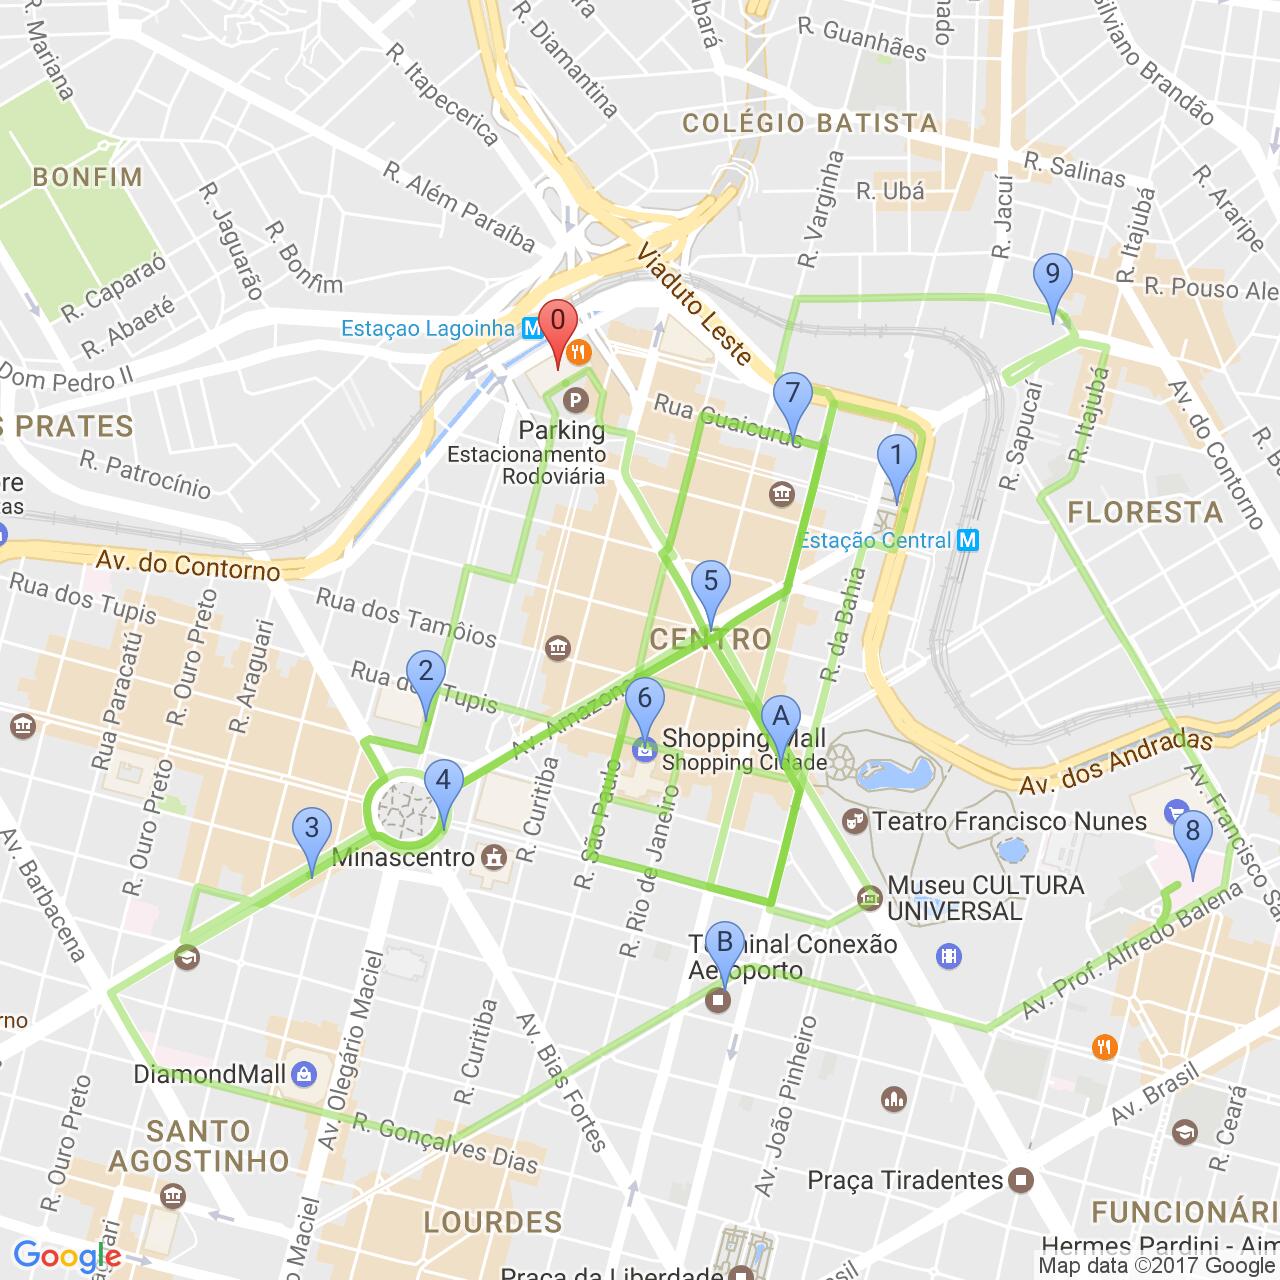 R. Mariana
R. Itapecerica
R. Diamantina
R. Guanhães
Silviano Brandão
COLÉGIO BATISTA
R. Salinas
R. Araripe
BONFIM
R. Além Paraíba
R. Jaguarão
R. Bonfim
R. Varginha
R. Ubá
R. Jacuí
R. Itajubá
R. Caparaó
R. Abaeté
Viaduto Leste
9
R. Pouso Ale
Estaçao Lagoinha
M
0
Dom Pedro II
7
Rua Guaicurus
P
Parking
Estacionamento
Rodoviária
R. Sapucaí
R. Itajubá
Av. do Contorno
S PRATES
R. Patrocínio
1
FLORESTA
Estação Central
M
Av. do Contorno
Rua dos Tupis
R. Ouro Preto
R. Araguari
Rua Paracatú
Rua dos Tamôios
5
CENTRO
R. da Bahia
2
Rua dos Tupis
6
A
Av. Amazonas
Shopping Mall
Shopping Cidade
Av. dos Andradas
R. Ouro Preto
R. Curitiba
R. São Paulo
R. Rio de Janeiro
4
3
Minascentro
Teatro Francisco Nunes
8
Av. Francisco Sa
Museu CULTURA
UNIVERSAL
Av. Barbacena
B
Terminal Conexão
Aeroporto
Av. Prof. Alfredo Balena
R. Curitiba
Av. Olegário Maciel
Av. Bias Fortes
Av. João Pinheiro
orno
DiamondMall
R. Ouro Preto
R. Gonçalves Dias
Av. Brasil
R. Ceará
SANTO
AGOSTINHO
Praça Tiradentes
LOURDES
FUNCIONÁRI
Hermes Pardini - Aim
Praça da Liberdade
Google
Map data ©2017 Google